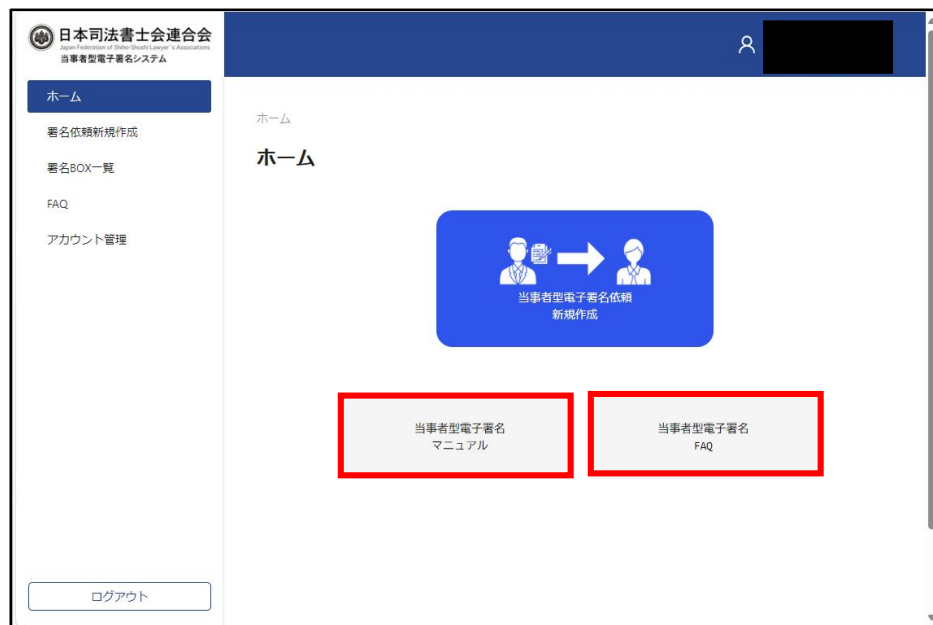 日本司法書士会連合会
Japan Federation of Shiho-Shoshi Lawyer's Associations
当事者型電子署名システム
ホーム
署名依頼新規作成
署名BOX一覧
FAQ
アカウント管理
ログアウト
ホーム
ホーム
当事者型電子署名依頼
新規作成
当事者型電子署名
マニュアル
当事者型電子署名
FAQ